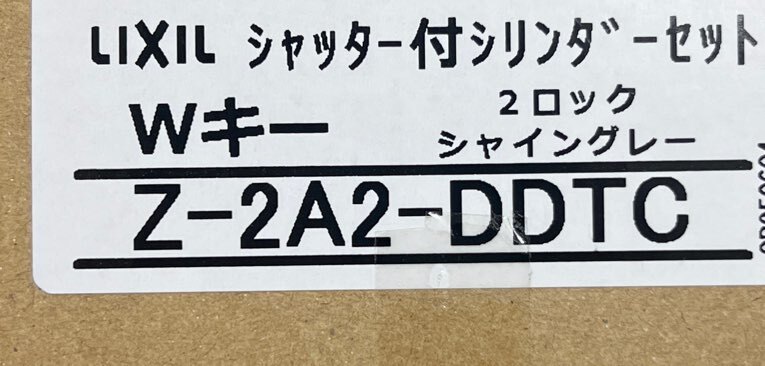 LIXIL シャッター付シリンダーセット
Wキー
2ロック
シャイングレー
Z-2A2-DDTC